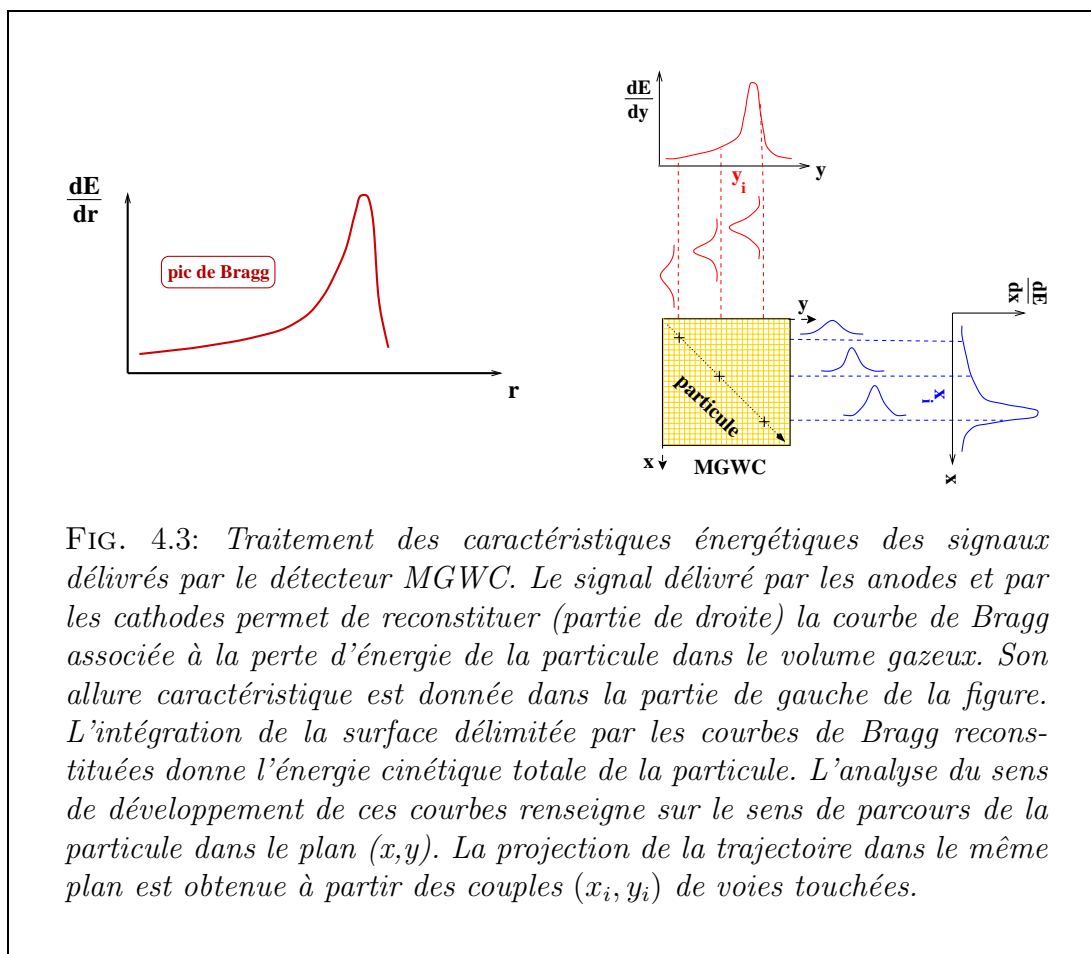 dE
dr
pic de Bragg
r
dE
dy
y
y_i
y
particule
x
MGWC
dE
dx
x_i
x
FIG. 4.3: Traitement des caractéristiques énergétiques des signaux
délivrés par le détecteur MGWC. Le signal délivré par les anodes et par
les cathodes permet de reconstituer (partie de droite) la courbe de Bragg
associée à la perte d'énergie de la particule dans le volume gazeux. Son
allure caractéristique est donnée dans la partie de gauche de la figure.
L'intégration de la surface délimitée par les courbes de Bragg recons-
tituées donne l'énergie cinétique totale de la particule. L'analyse du sens
de développement de ces courbes renseigne sur le sens de parcours de la
particule dans le plan (x,y). La projection de la trajectoire dans le même
plan est obtenue à partir des couples (x_i, y_i) de voies touchées.